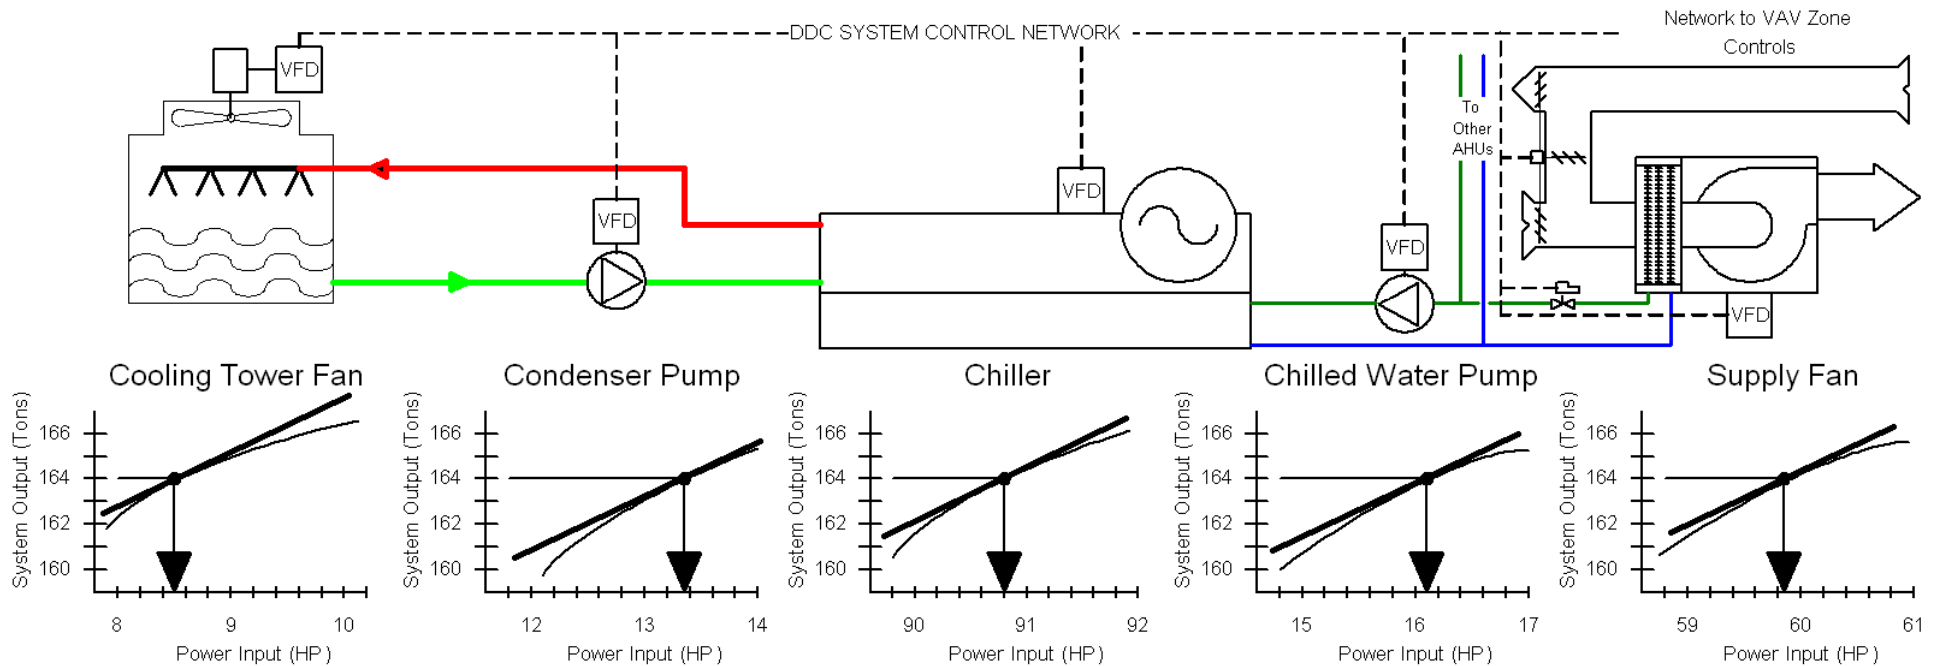 Network to VAV Zone
Controls
DDC SYSTEM CONTROL NETWORK
VFD
VFD
VFD
VFD
To
Other
AHUs
VFD
Cooling Tower Fan
System Output (Tons)
166
164
162
160
8
9
10
Power Input (HP)
Condenser Pump
System Output (Tons)
166
164
162
160
12
13
14
Power Input (HP)
Chiller
System Output (Tons)
166
164
162
160
90
91
92
Power Input (HP)
Chilled Water Pump
System Output (Tons)
166
164
162
160
15
16
17
Power Input (HP)
Supply Fan
System Output (Tons)
166
164
162
160
59
60
61
Power Input (HP)